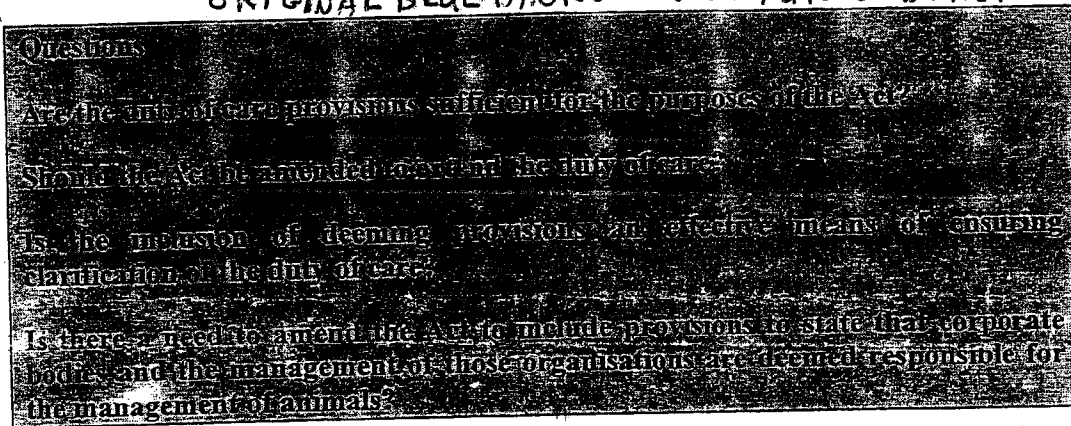 ORIGINAL BLUE
Questions
Are the duty of care provisions sufficient for the purposes of the Act?
Should the Act be amended to extend the duty of care?
Is the inclusion of deeming provisions an effective means of ensuring
clarification of the duty of care?
Is there a need to amend the Act to include provisions to state that corporate
bodies and the management of those organisations are deemed responsible for
the management of animals?